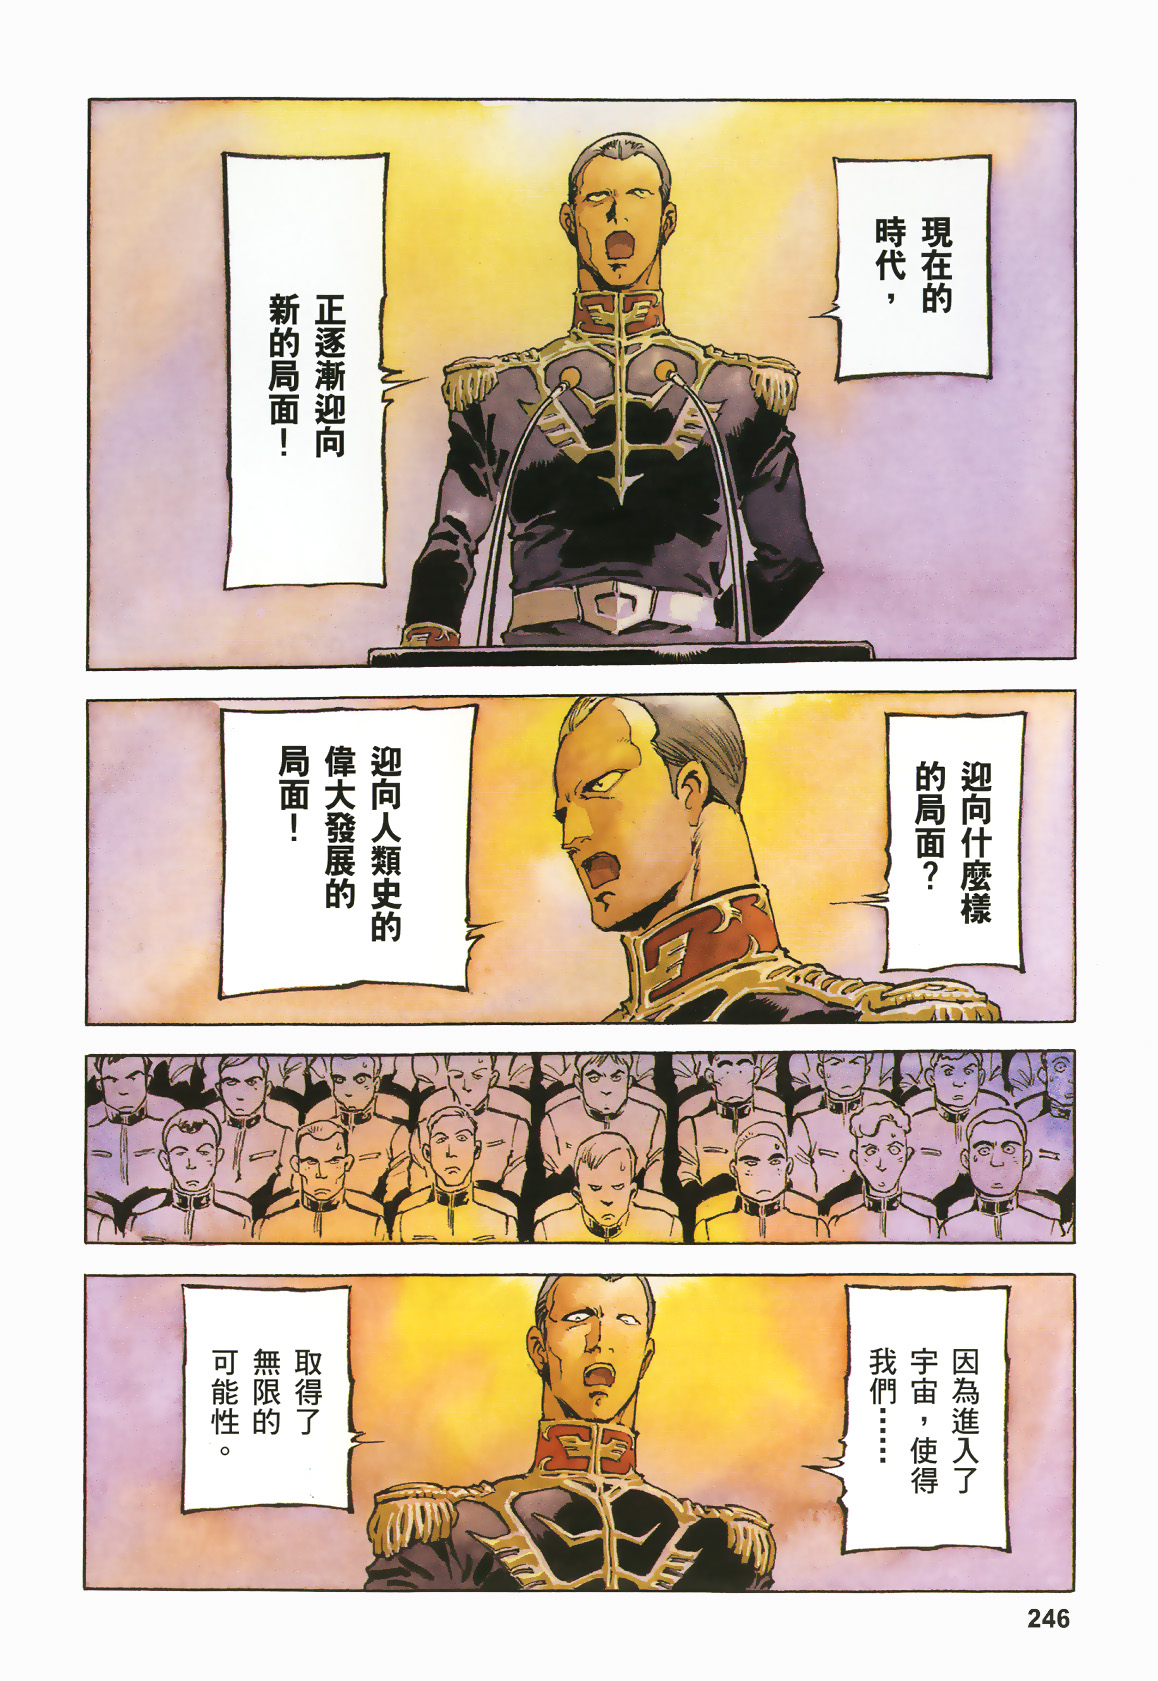 現在的
時代，
正逐漸迎向
新的局面！
迎向什麼樣
的局面？
迎向人類史的
偉大發展的
局面！
因為進入了
宇宙，使得
我們⋯⋯
取得了
無限的
可能性。
246